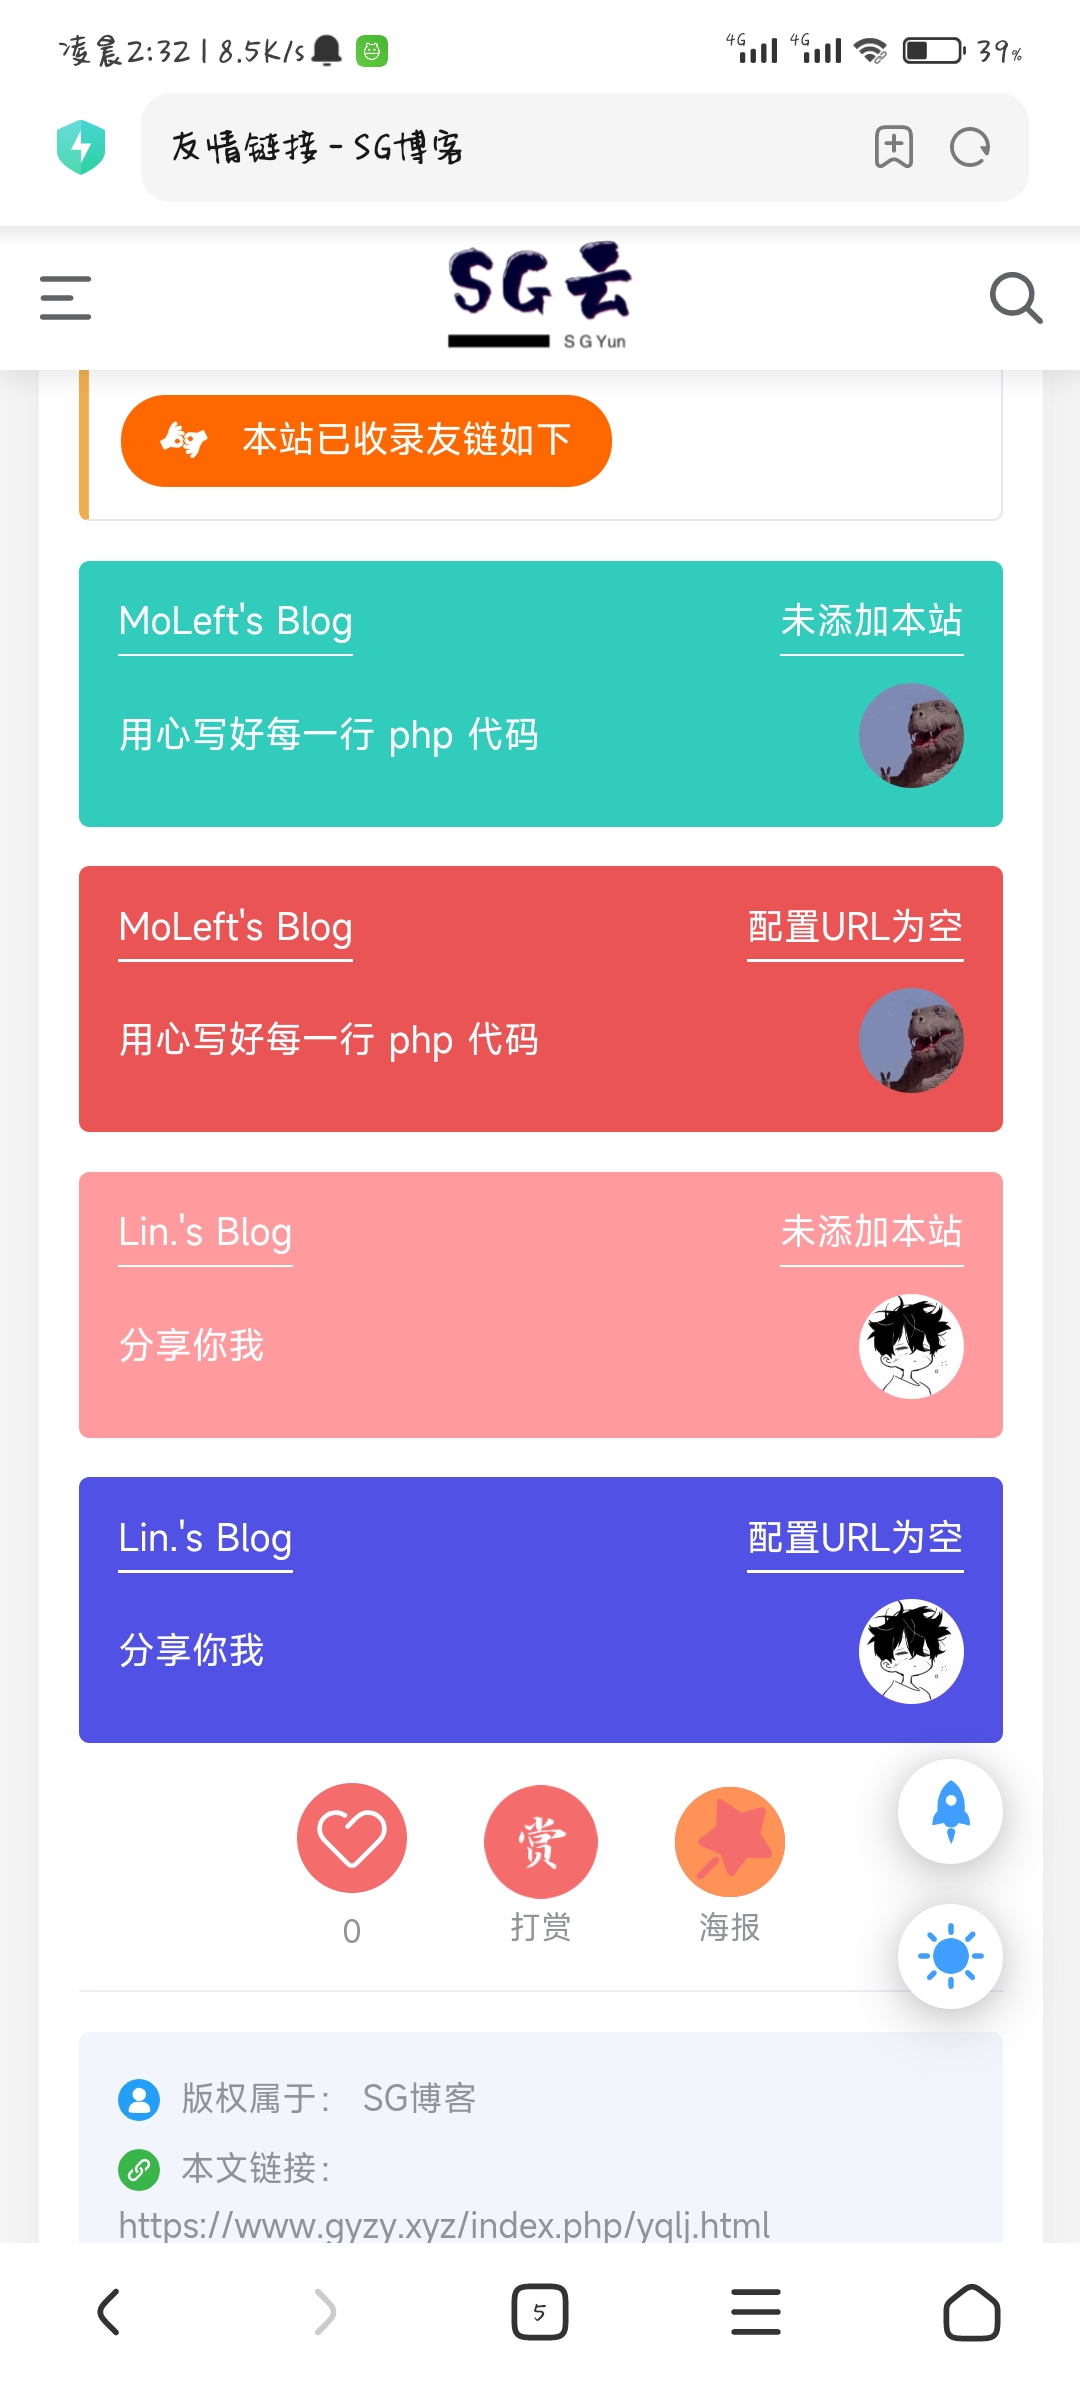 凌晨2:32 | 8.5K/s
4G 4G 39%
友情链接 - SG博客
SG云
SGYun
本站已收录友链如下
MoLeft's Blog 未添加本站
用心写好每一行 php 代码
MoLeft's Blog 配置URL为空
用心写好每一行 php 代码
Lin.'s Blog 未添加本站
分享你我
Lin.'s Blog 配置URL为空
分享你我
赏
0 打赏 海报
版权属于： SG博客
本文链接：
https://www.gyzy.xyz/index.php/yqlj.html
5